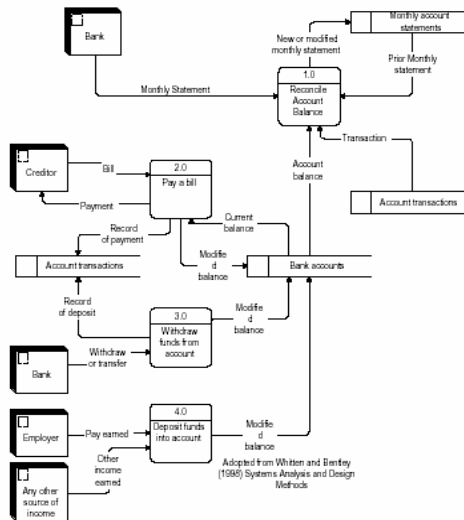 Monthly account
statements
Bank
New or modified
monthly statement
Prior Monthly
statement
1.0
Reconcile
Account
Balance
Monthly Statement
Transaction
Account
balance
2.0
Pay a bill
Bill
Creditor
Payment
Account transactions
Record
of payment
Current
balance
Modifie
d
balance
Account transactions
Bank accounts
Record
of deposit
3.0
Withdraw
funds from
account
Modifie
d
balance
Withdraw
or transfer
Bank
4.0
Deposit funds
into account
Employer
Pay earned
Modifie
d
balance
Other
income
earned
Any other
source of
income
Adopted from Whitten and Bentley
(1998) Systems Analysis and Design
Methods